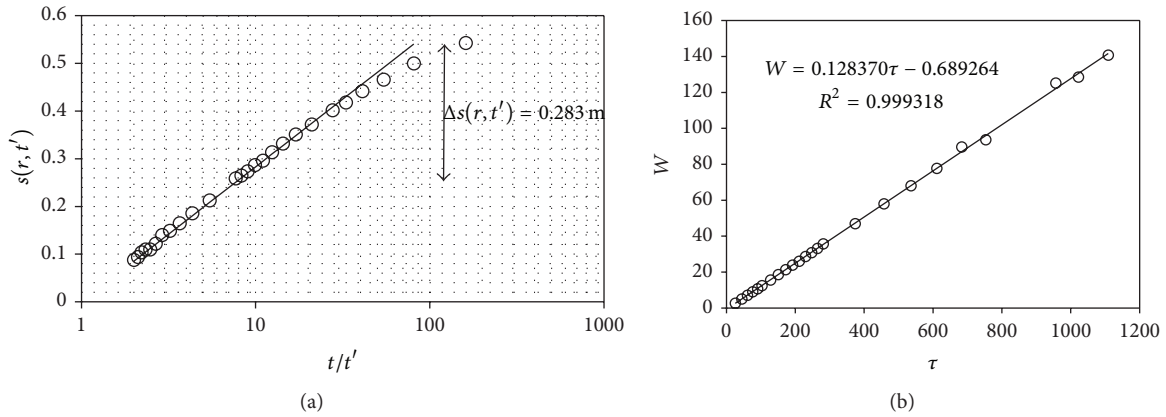 0.6
0.5
0.4
0.3
0.2
0.1
0
s(r, t′)
Δs(r, t′) = 0.283 m
1 10 100 1000
t/t′
(a)
160
140
120
100
80
60
40
20
0
W
W = 0.128370τ − 0.689264
R² = 0.999318
0 200 400 600 800 1000 1200
τ
(b)